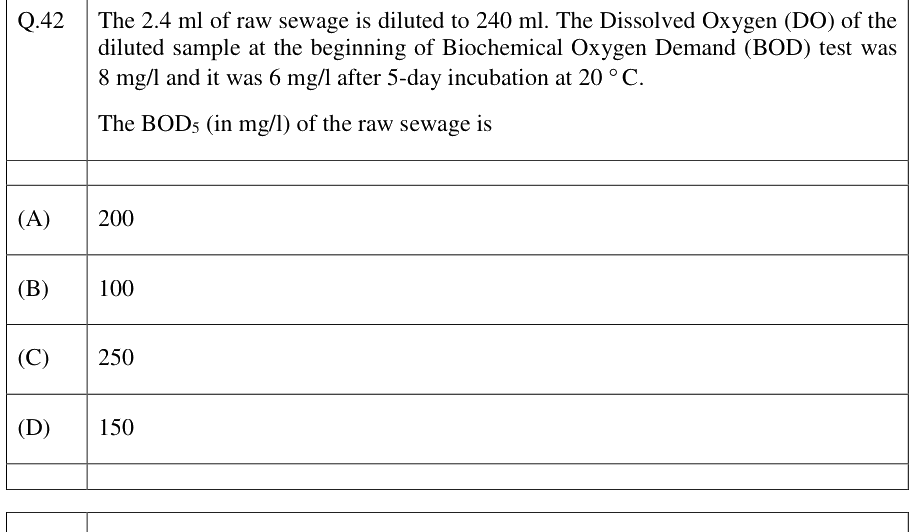 Q.42 The 2.4 ml of raw sewage is diluted to 240 ml. The Dissolved Oxygen (DO) of the
diluted sample at the beginning of Biochemical Oxygen Demand (BOD) test was
8 mg/l and it was 6 mg/l after 5-day incubation at 20 °C.
The BOD₅ (in mg/l) of the raw sewage is
(A) 200
(B) 100
(C) 250
(D) 150